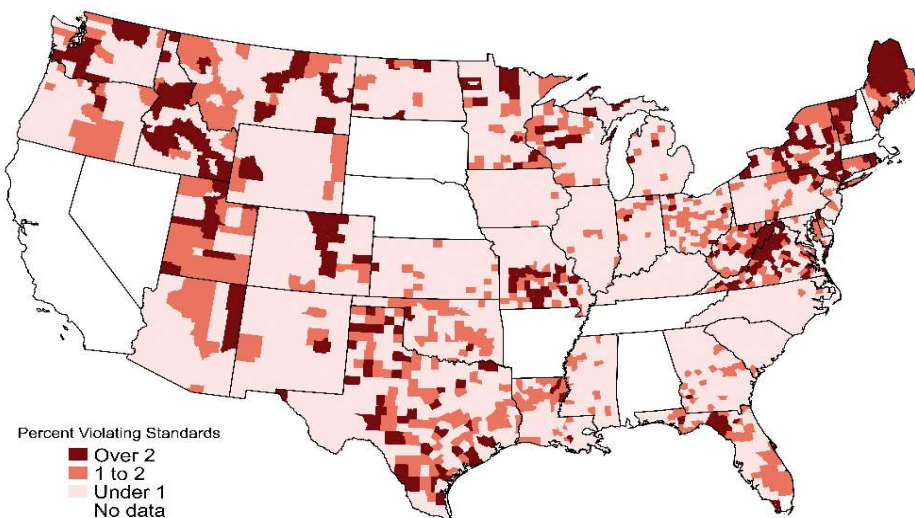 Percent Violating Standards
Over 2
1 to 2
Under 1
No data